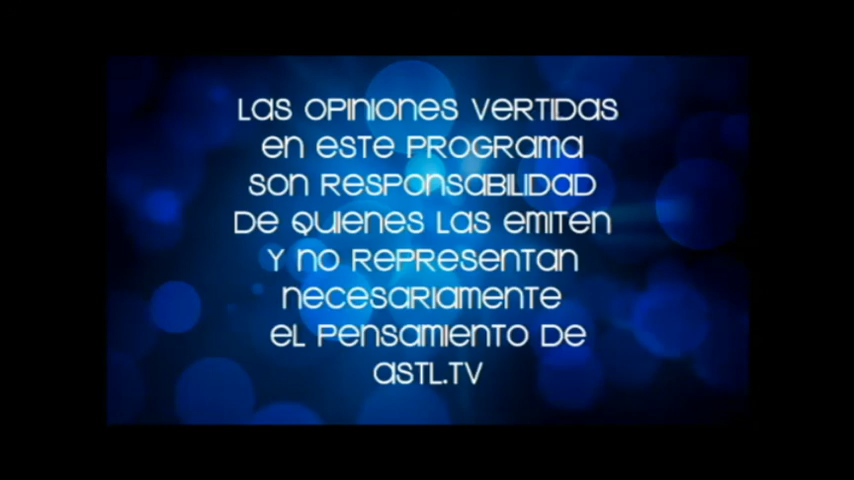 Las opiniones vertidas
en este programa
son responsabilidad
de quienes las emiten
y no representan
necesariamente
el pensamiento de
ASTL.TV